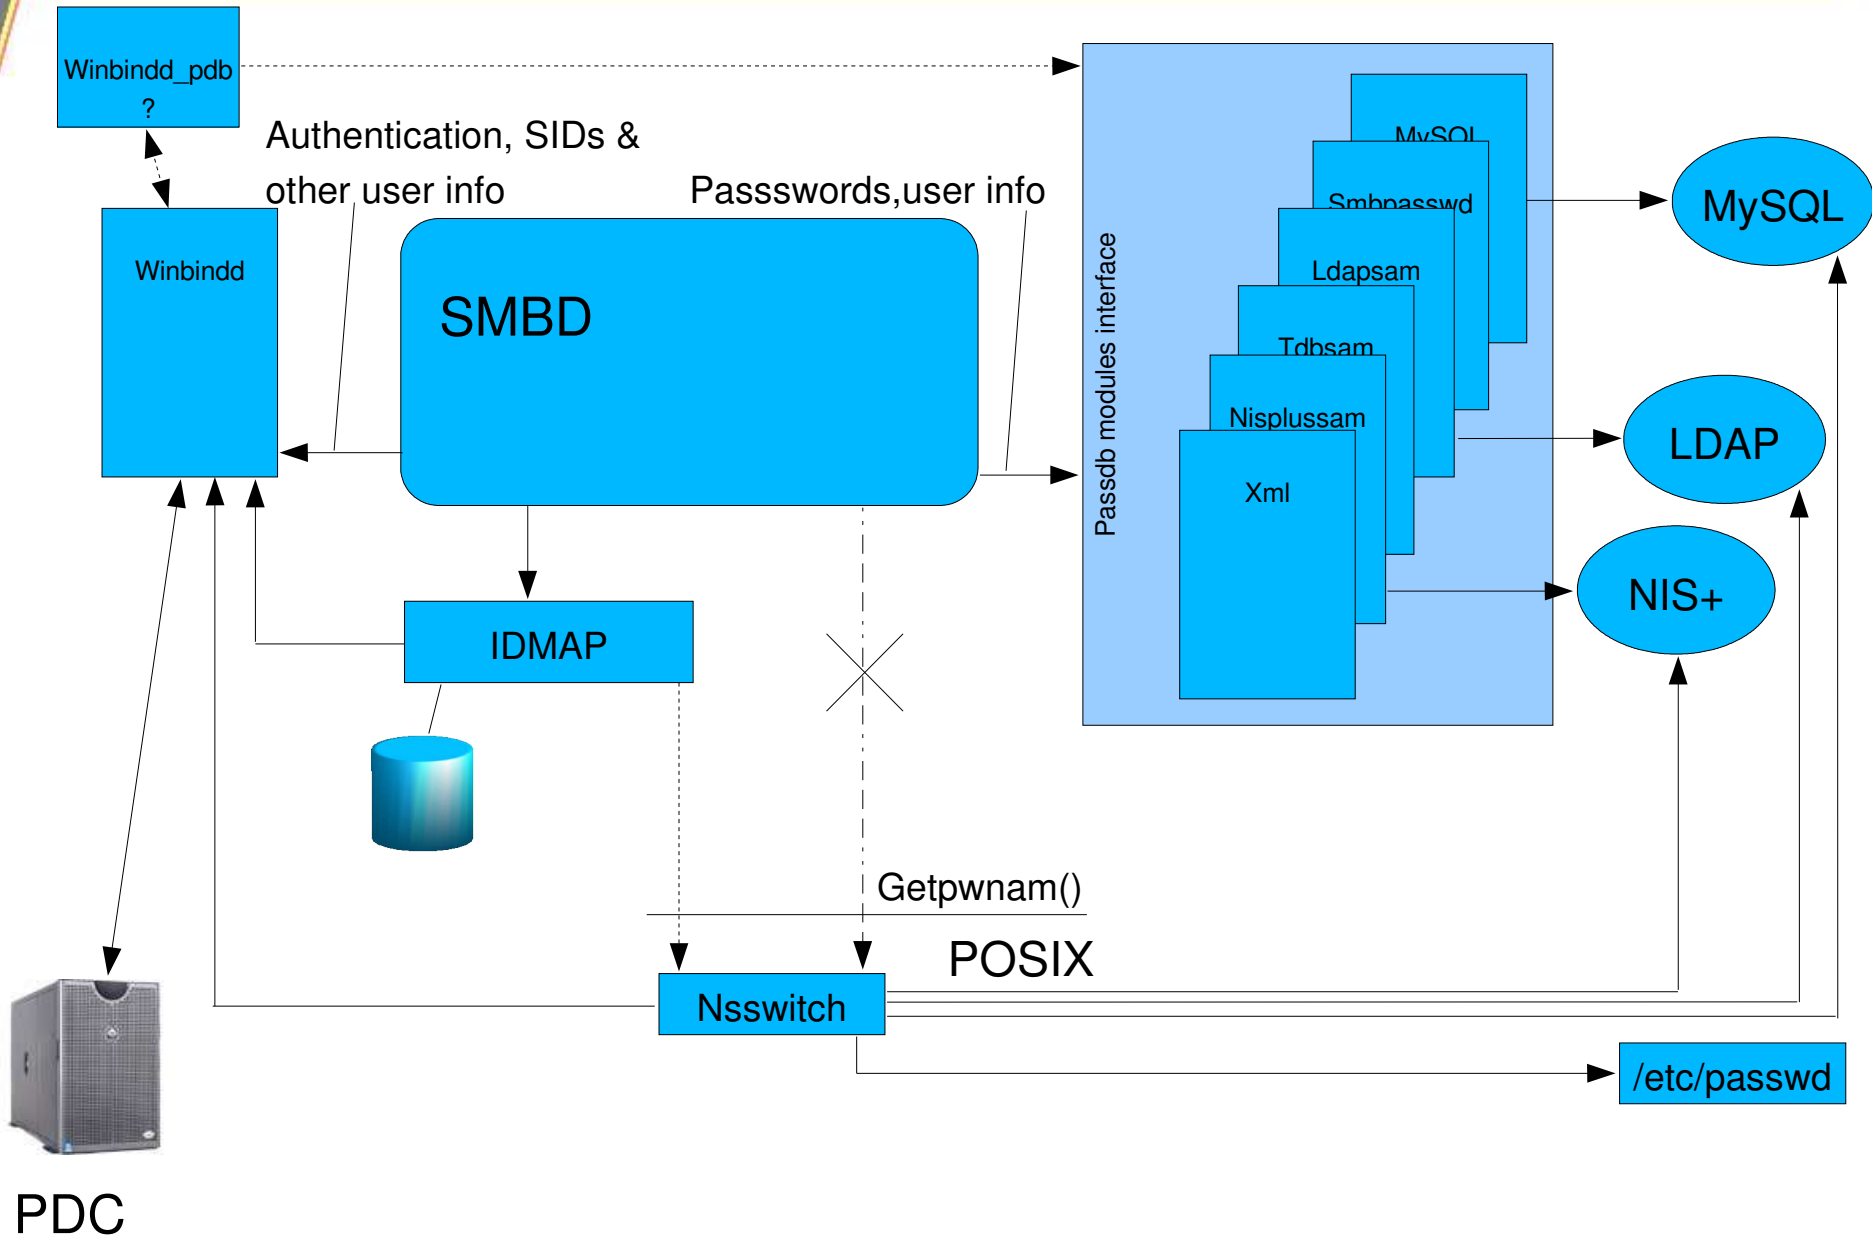 Winbindd_pdb
?
Authentication, SIDs &
other user info
Passswords,user info
Winbindd
SMBD
Passdb modules interface
MySQL
Smbpasswd
Ldapsam
Tdbsam
Nisplussam
Xml
MySQL
LDAP
NIS+
IDMAP
Getpwnam()
POSIX
Nsswitch
/etc/passwd
PDC